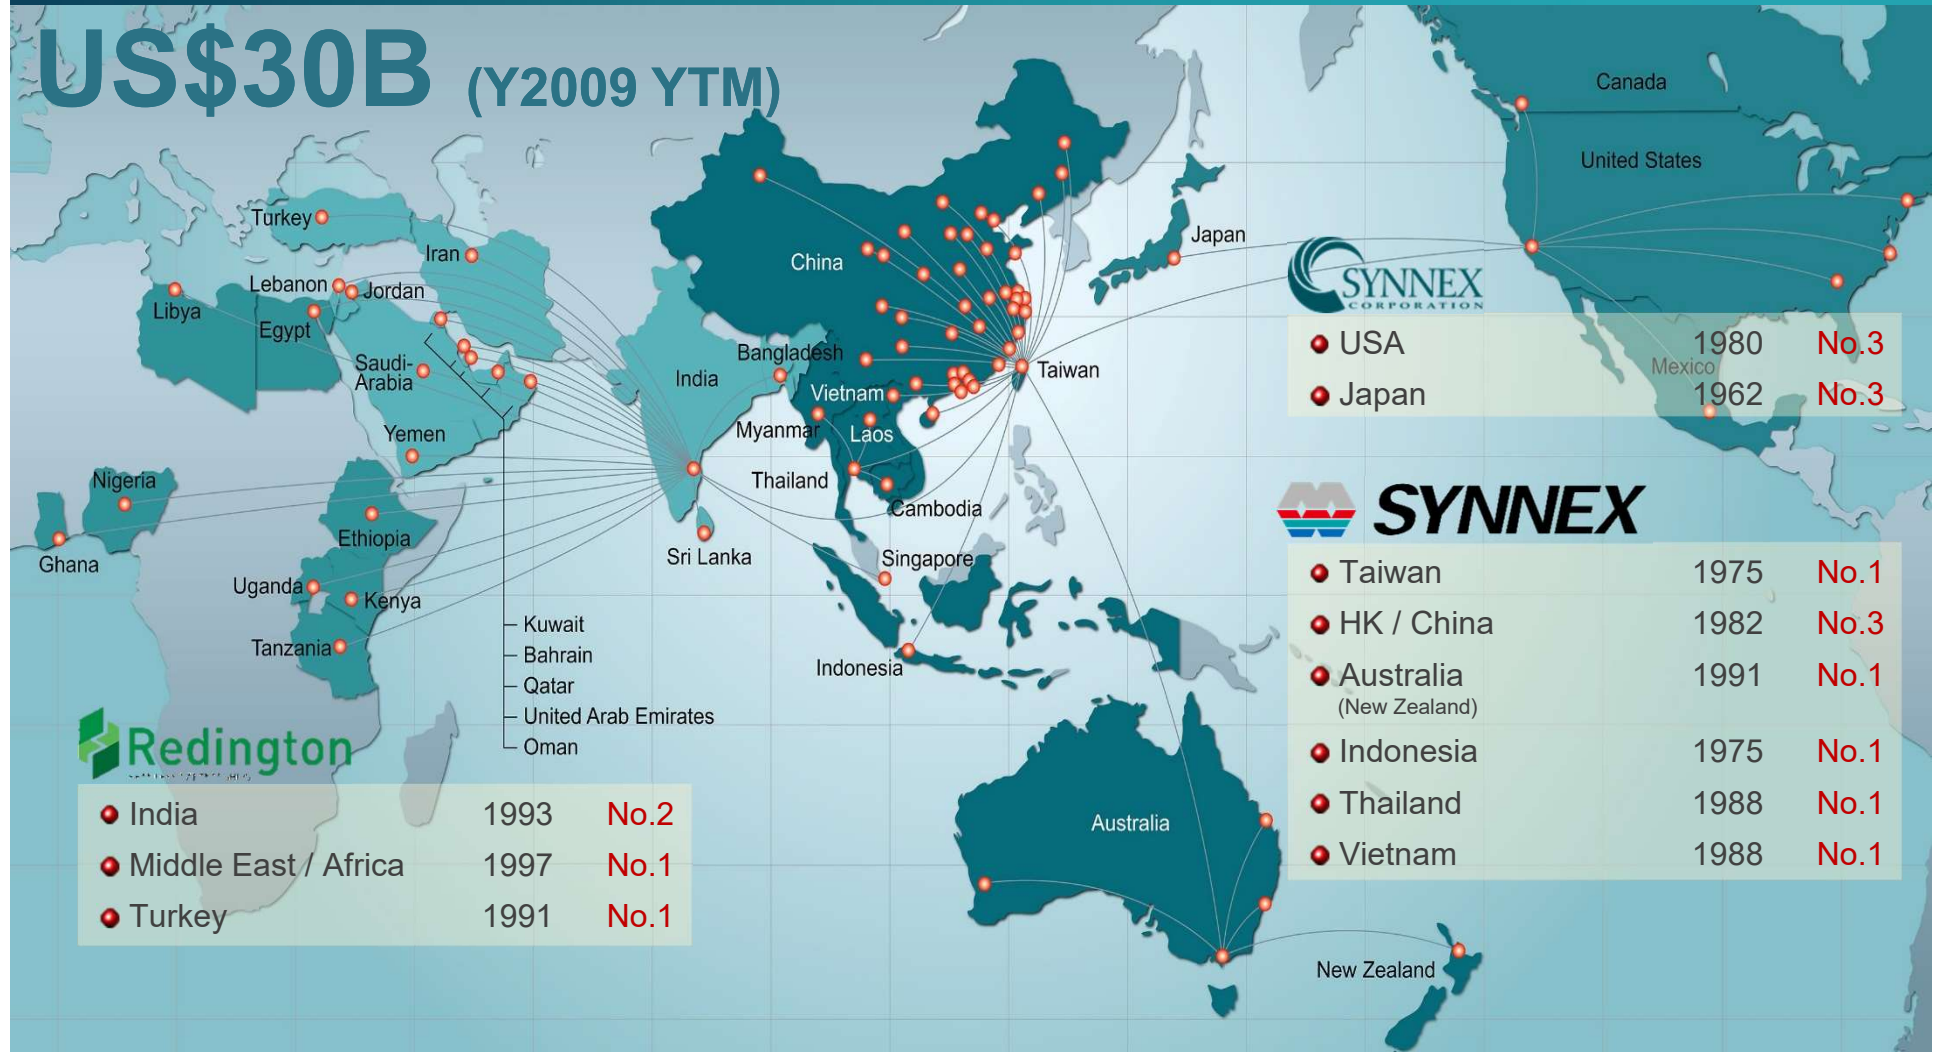 US$30B (Y2009 YTM)
Canada
United States
Turkey
Iran
Japan
China
Lebanon
Jordan
Libya
Egypt
SYNNEX
CORPORATION
USA 1980 No.3
Japan 1962 No.3
Mexico
Saudi-
Arabia
Bangladesh
India
Taiwan
Vietnam
Yemen
Myanmar
Laos
Nigeria
Thailand
Cambodia
Ethiopia
Ghana
Sri Lanka
Singapore
Uganda
Kenya
Tanzania
Kuwait
Bahrain
Qatar
United Arab Emirates
Oman
Indonesia
SYNNEX
Taiwan 1975 No.1
HK / China 1982 No.3
Australia 1991 No.1
(New Zealand)
Indonesia 1975 No.1
Thailand 1988 No.1
Vietnam 1988 No.1
Redington
India 1993 No.2
Middle East / Africa 1997 No.1
Turkey 1991 No.1
Australia
New Zealand